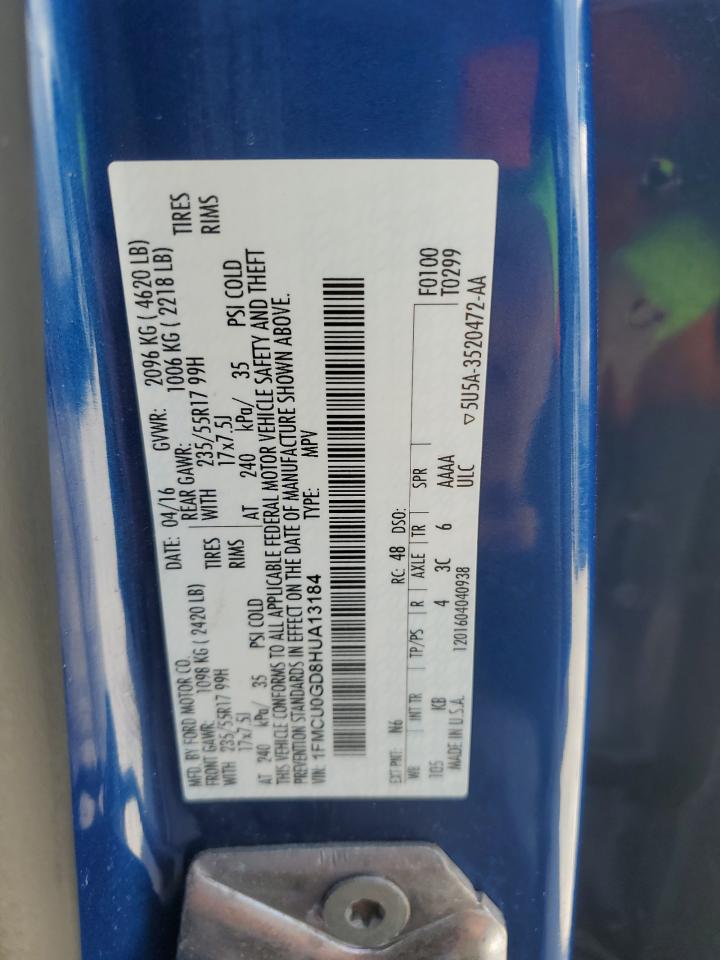 MFD. BY FORD MOTOR CO.
DATE: 04/16 GVWR: 2096 KG ( 4620 LB)
FRONT GAWR: 1098 KG ( 2420 LB) REAR GAWR: 1006 KG ( 2218 LB)
WITH 235/55R17 99H TIRES WITH 235/55R17 99H TIRES
17x7.5J RIMS 17x7.5J RIMS
AT 240 kPa/ 35 PSI COLD AT 240 kPa/ 35 PSI COLD
THIS VEHICLE CONFORMS TO ALL APPLICABLE FEDERAL MOTOR VEHICLE SAFETY AND THEFT
PREVENTION STANDARDS IN EFFECT ON THE DATE OF MANUFACTURE SHOWN ABOVE.
VIN: 1FMCU0GD8HUA13184 TYPE: MPV
EXT PNT: N6 RC: 48 DSO: F0100
T0299
WB INT TR TP/PS R AXLE TR SPR
105 KB 4 3C 6 AAAA
MADE IN U.S.A. 1201604040938 ULC
▽5U5A-3520472-AA